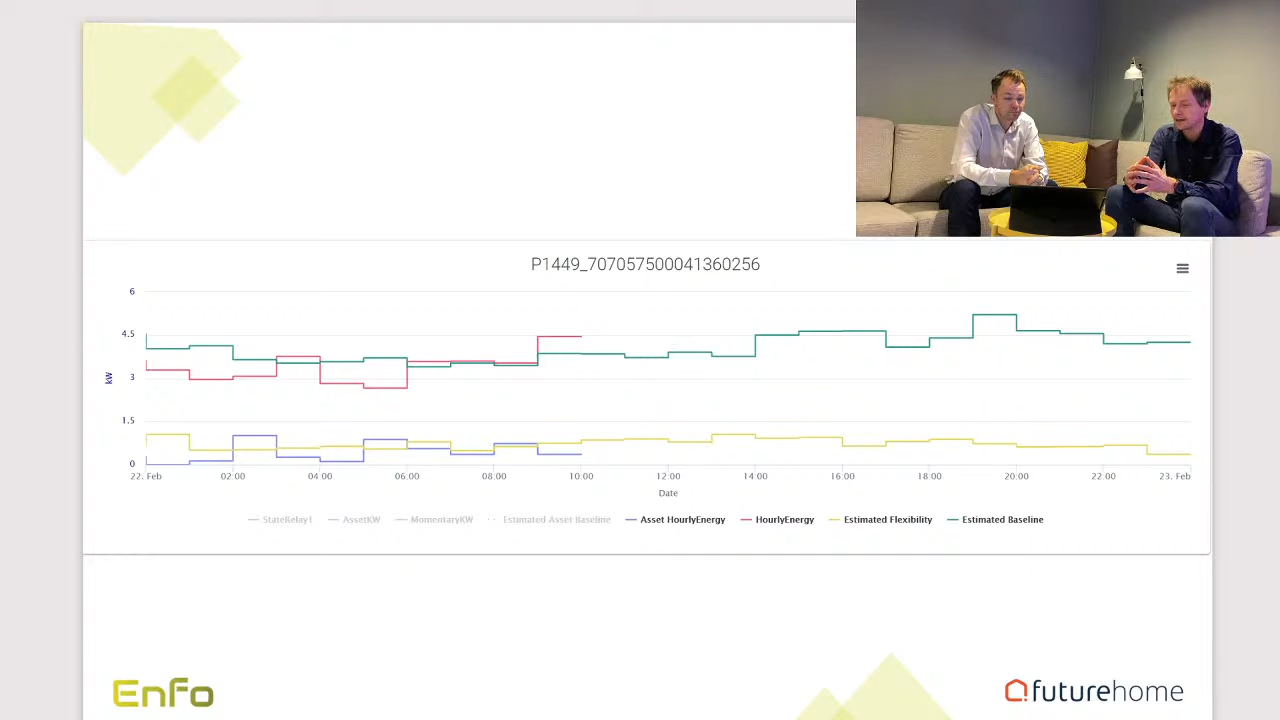 P1449_707057500041360256
6
4.5
3
1.5
0
kW
22. Feb 02:00 04:00 06:00 08:00 10:00 12:00 14:00 16:00 18:00 20:00 22:00 23. Feb
Date
StateRelay1 AssetKW MomentaryKW Estimated Asset Baseline Asset HourlyEnergy HourlyEnergy Estimated Flexibility Estimated Baseline
EnFo
futurehome